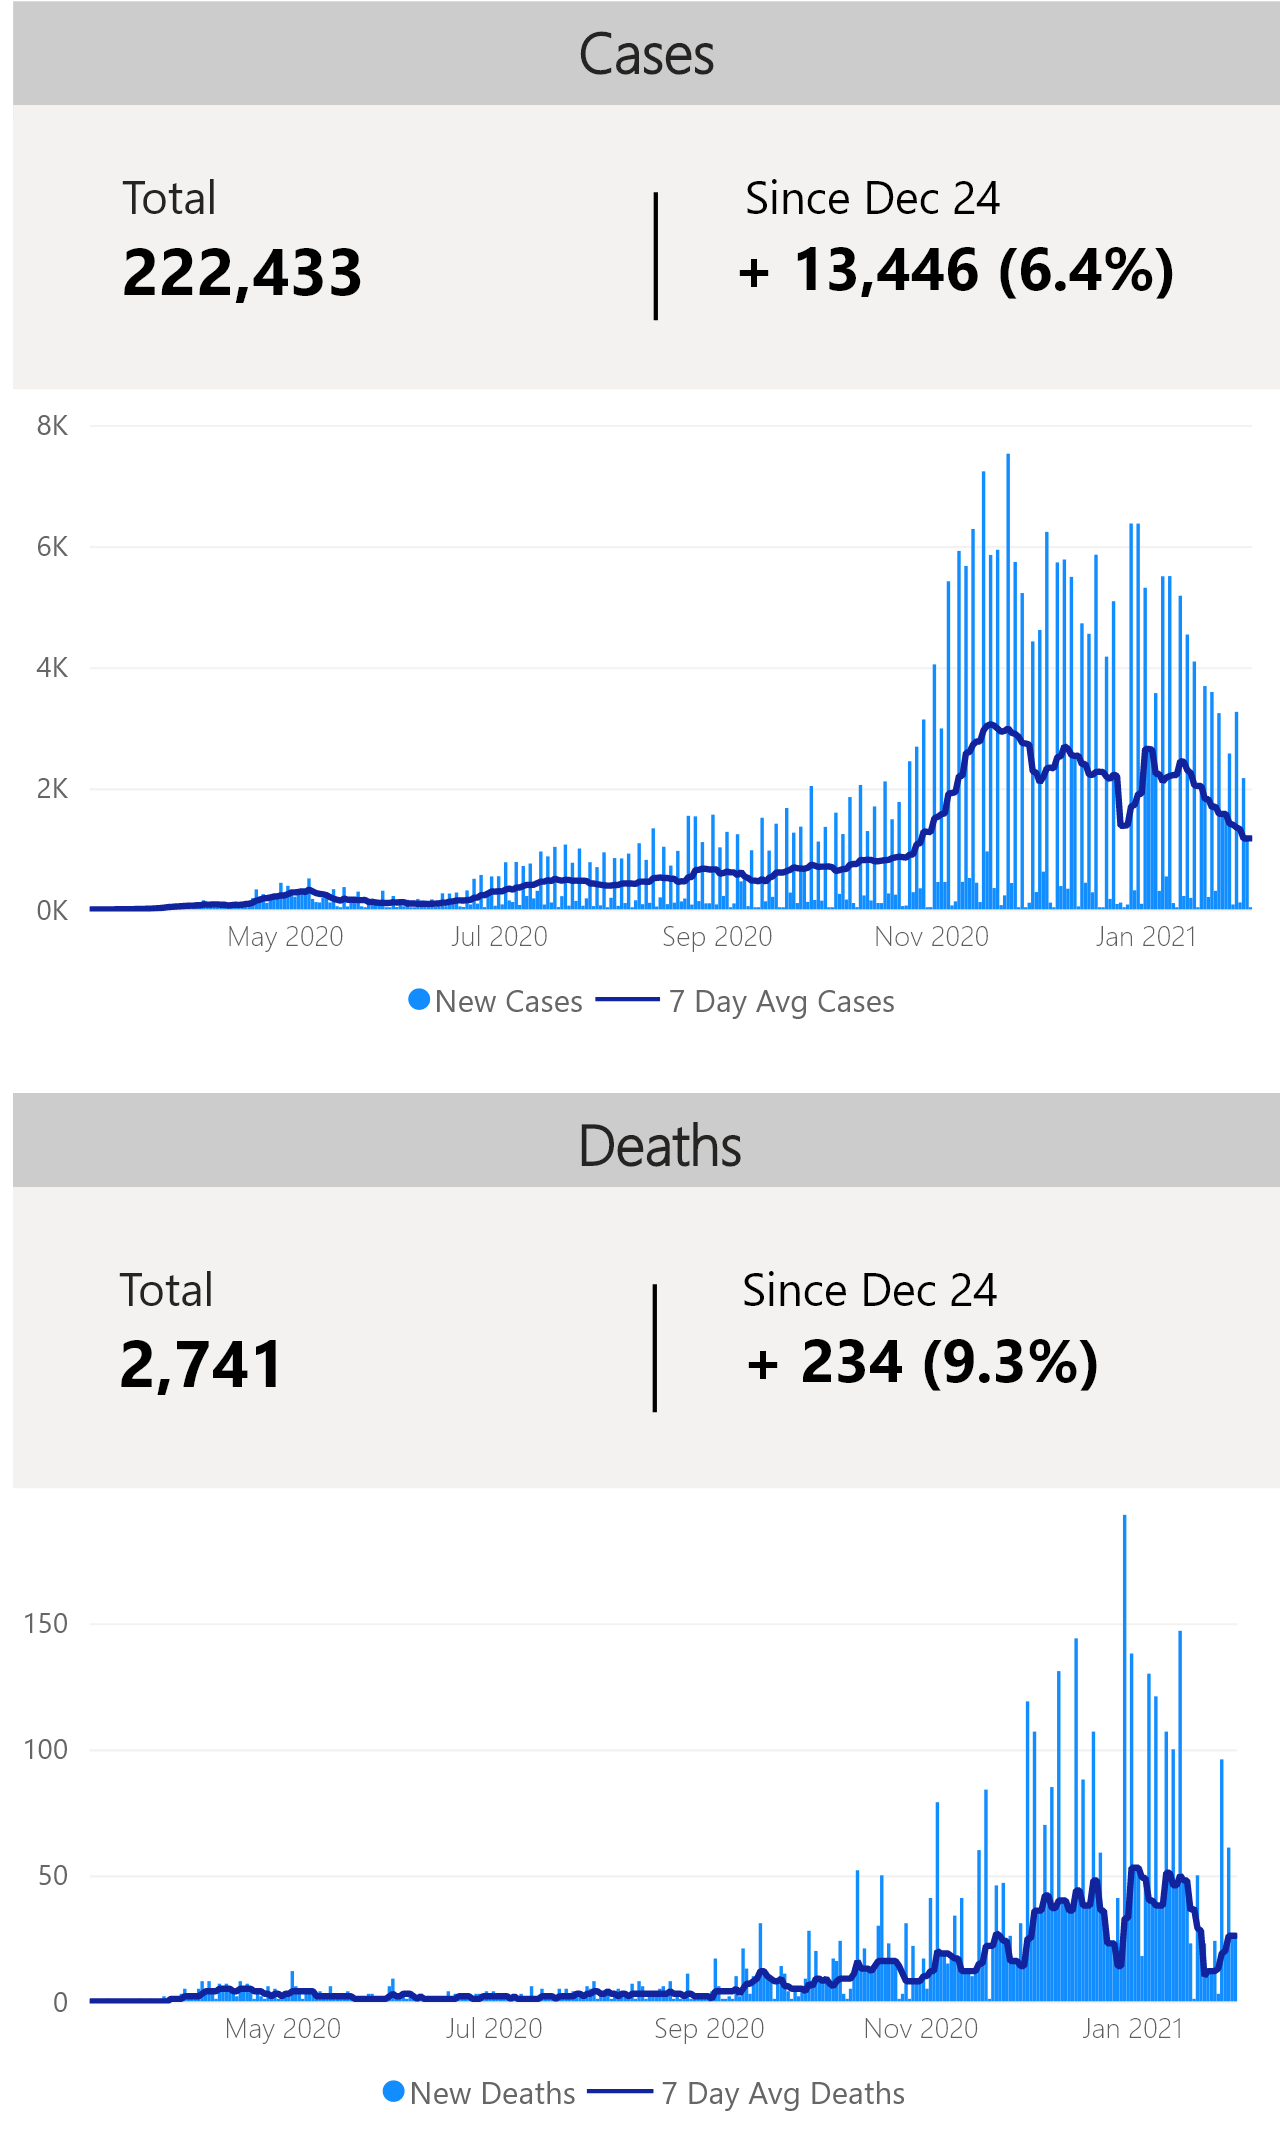 Cases
Total
Since Dec 24
222,433
+ 13,446 (6.4%)
8K
6K
4K
2K
0K
May 2020
Jul 2020
Sep 2020
Nov 2020
Jan 2021
New Cases
7 Day Avg Cases
Deaths
Total
Since Dec 24
2,741
+ 234 (9.3%)
150
100
50
0
May 2020
Jul 2020
Sep 2020
Nov 2020
Jan 2021
New Deaths
7 Day Avg Deaths